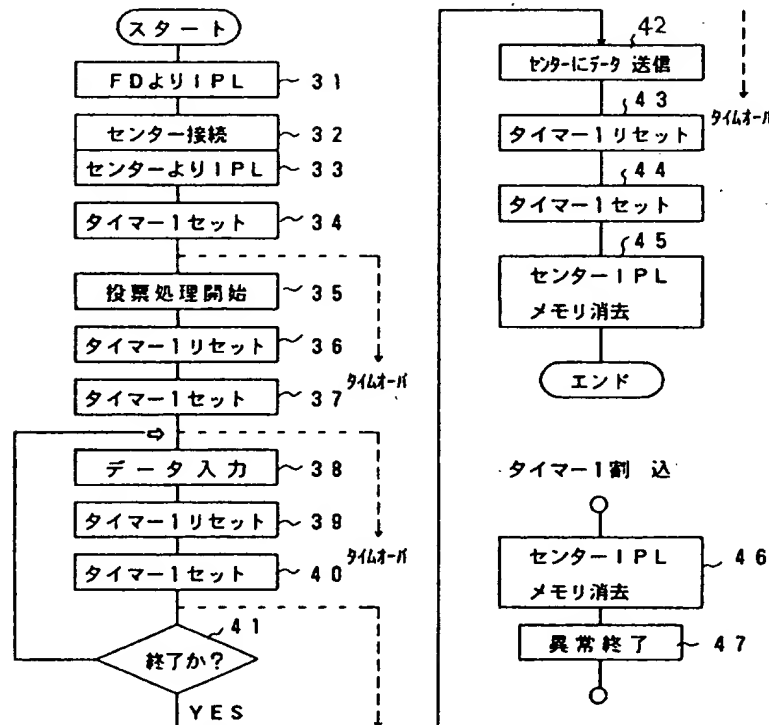 スタート
FDよりIPL 31
センター接続 32
センターよりIPL 33
タイマー1セット 34
投票処理開始 35
タイマー1リセット 36
タイムオーバ
タイマー1セット 37
⇨
データ入力 38
タイマー1リセット 39
タイムオーバ
タイマー1セット 40
41
終了か?
YES
42
センターにデータ送信
タイムオーバ
43
タイマー1リセット
44
タイマー1セット
45
センターIPL
メモリ消去
エンド
タイマー1割込
センターIPL
メモリ消去 46
異常終了 47